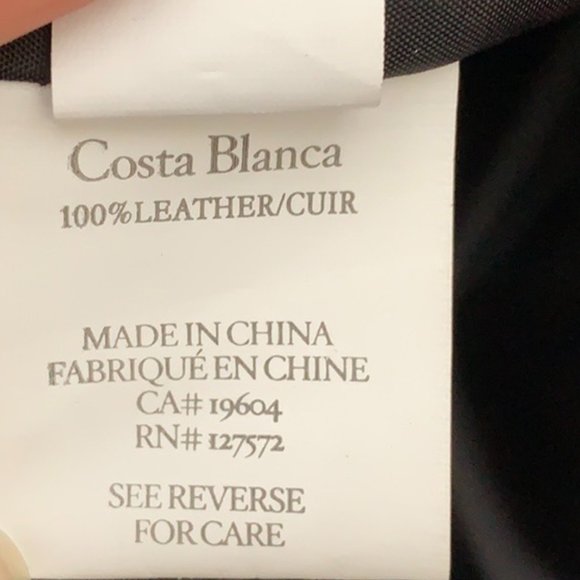 Costa Blanca
100%LEATHER/CUIR
MADE IN CHINA
FABRIQUÉ EN CHINE
CA# 19604
RN# 127572
SEE REVERSE
FOR CARE